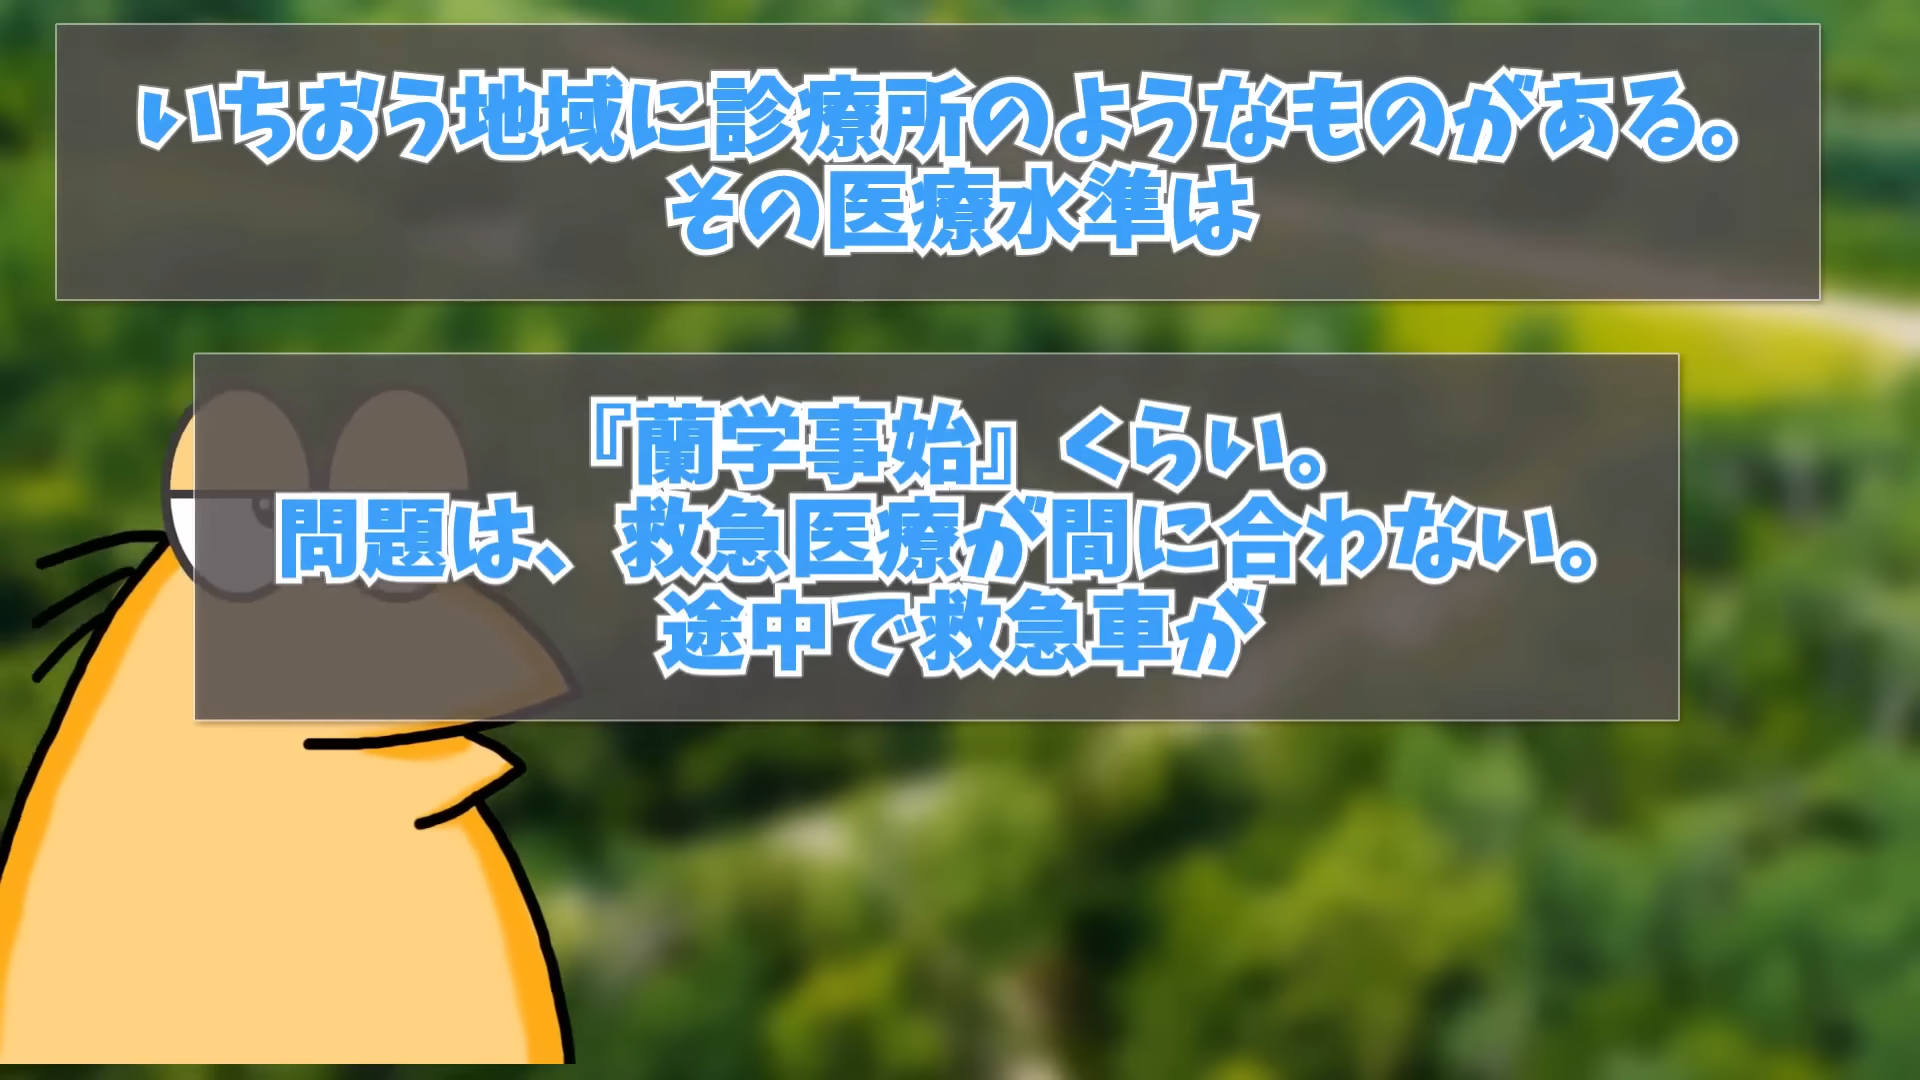 いちおう地域に診療所のようなものがある。
その医療水準は
『蘭学事始』くらい。
問題は、救急医療が間に合わない。
途中で救急車が